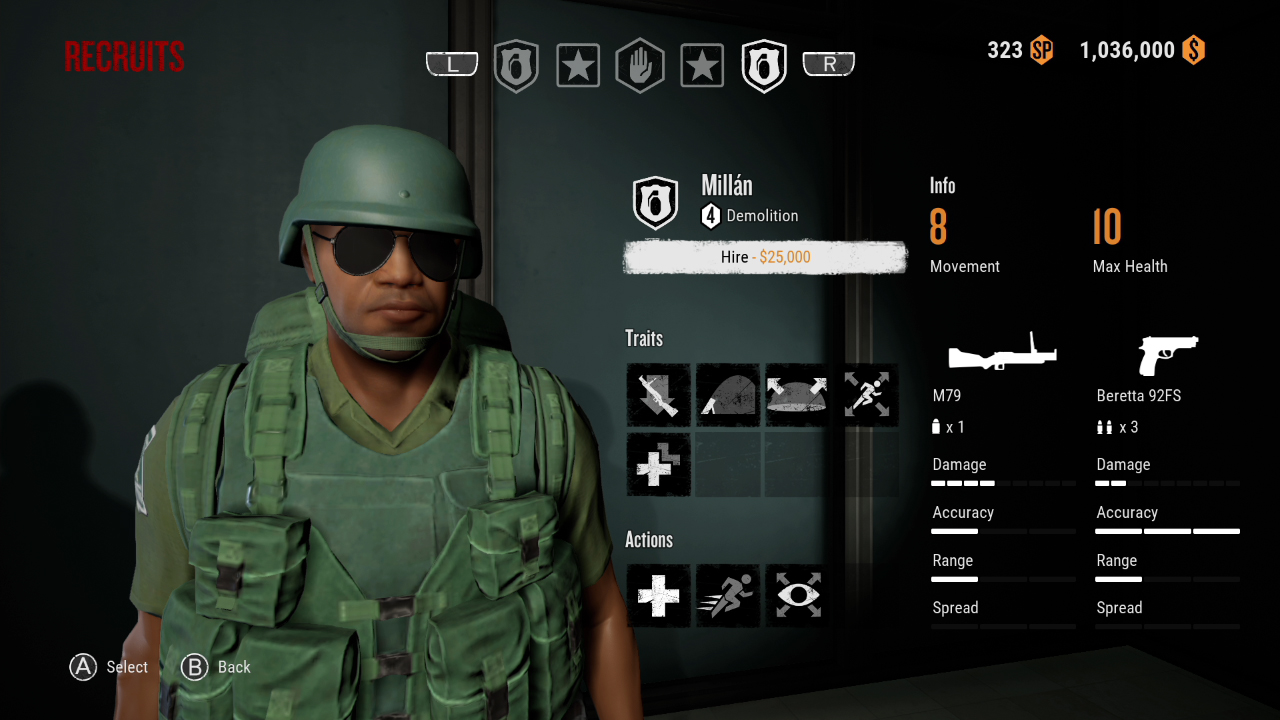 RECRUITS
L
R
323 SP 1,036,000 $
Millán
4 Demolition
Hire - $25,000
Info
8
10
Movement
Max Health
Traits
M79
Beretta 92FS
x 1
x 3
Damage
Damage
Accuracy
Accuracy
Actions
Range
Range
Spread
Spread
A Select
B Back